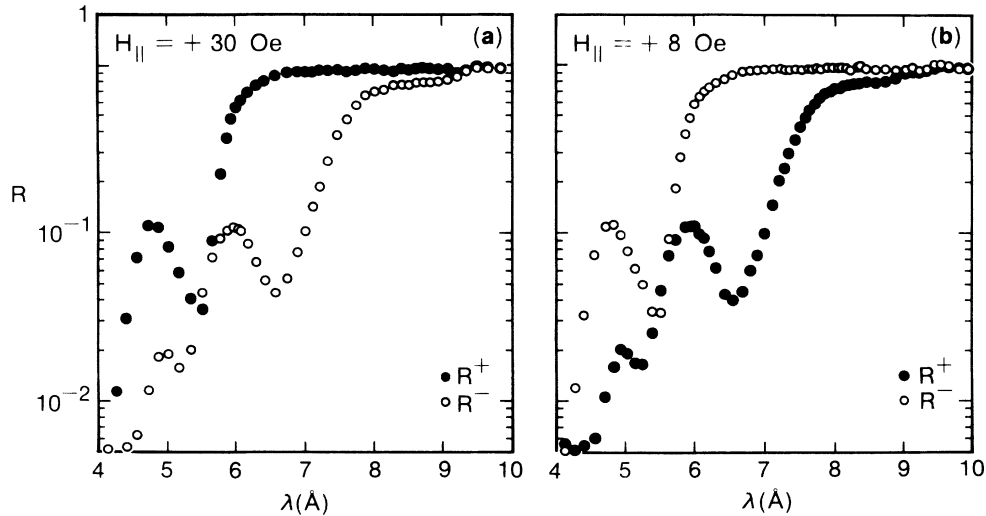 H|| = + 30 Oe (a)
1
R
10⁻¹
10⁻²
● R⁺
○ R⁻
4 5 6 7 8 9 10
λ(Å)
H|| = + 8 Oe (b)
● R⁺
○ R⁻
4 5 6 7 8 9 10
λ(Å)